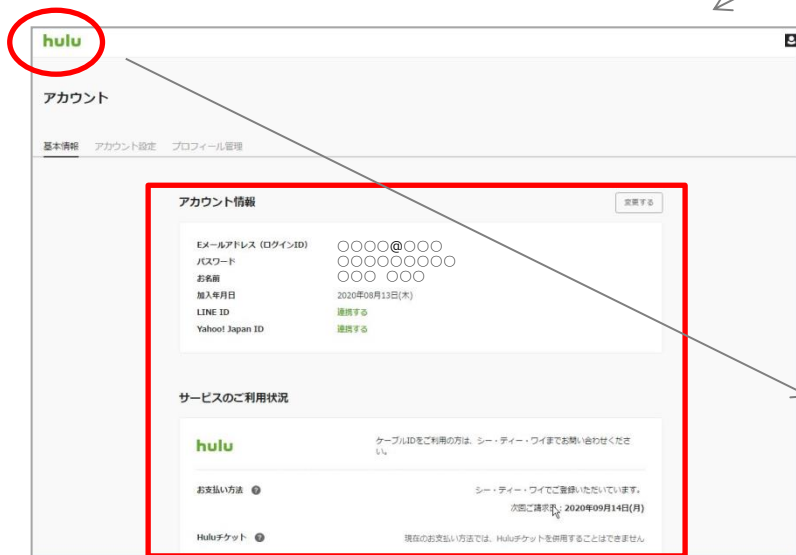 hulu
アカウント
基本情報 アカウント設定 プロフィール管理
アカウント情報 変更する
Eメールアドレス（ログインID） ○○○○@○○○
パスワード ○○○○○○○○○
お名前 ○○○ ○○○
加入年月日 2020年08月13日(木)
LINE ID 連携する
Yahoo! Japan ID 連携する
サービスのご利用状況
hulu ケーブルIDをご利用の方は、シー・ティー・ワイまでお問い合わせくださ
い。
お支払い方法 ? シー・ティー・ワイでご登録いただいています。
次回ご請求日：2020年09月14日(月)
Huluチケット ? 現在のお支払い方法では、Huluチケットを併用することはできません